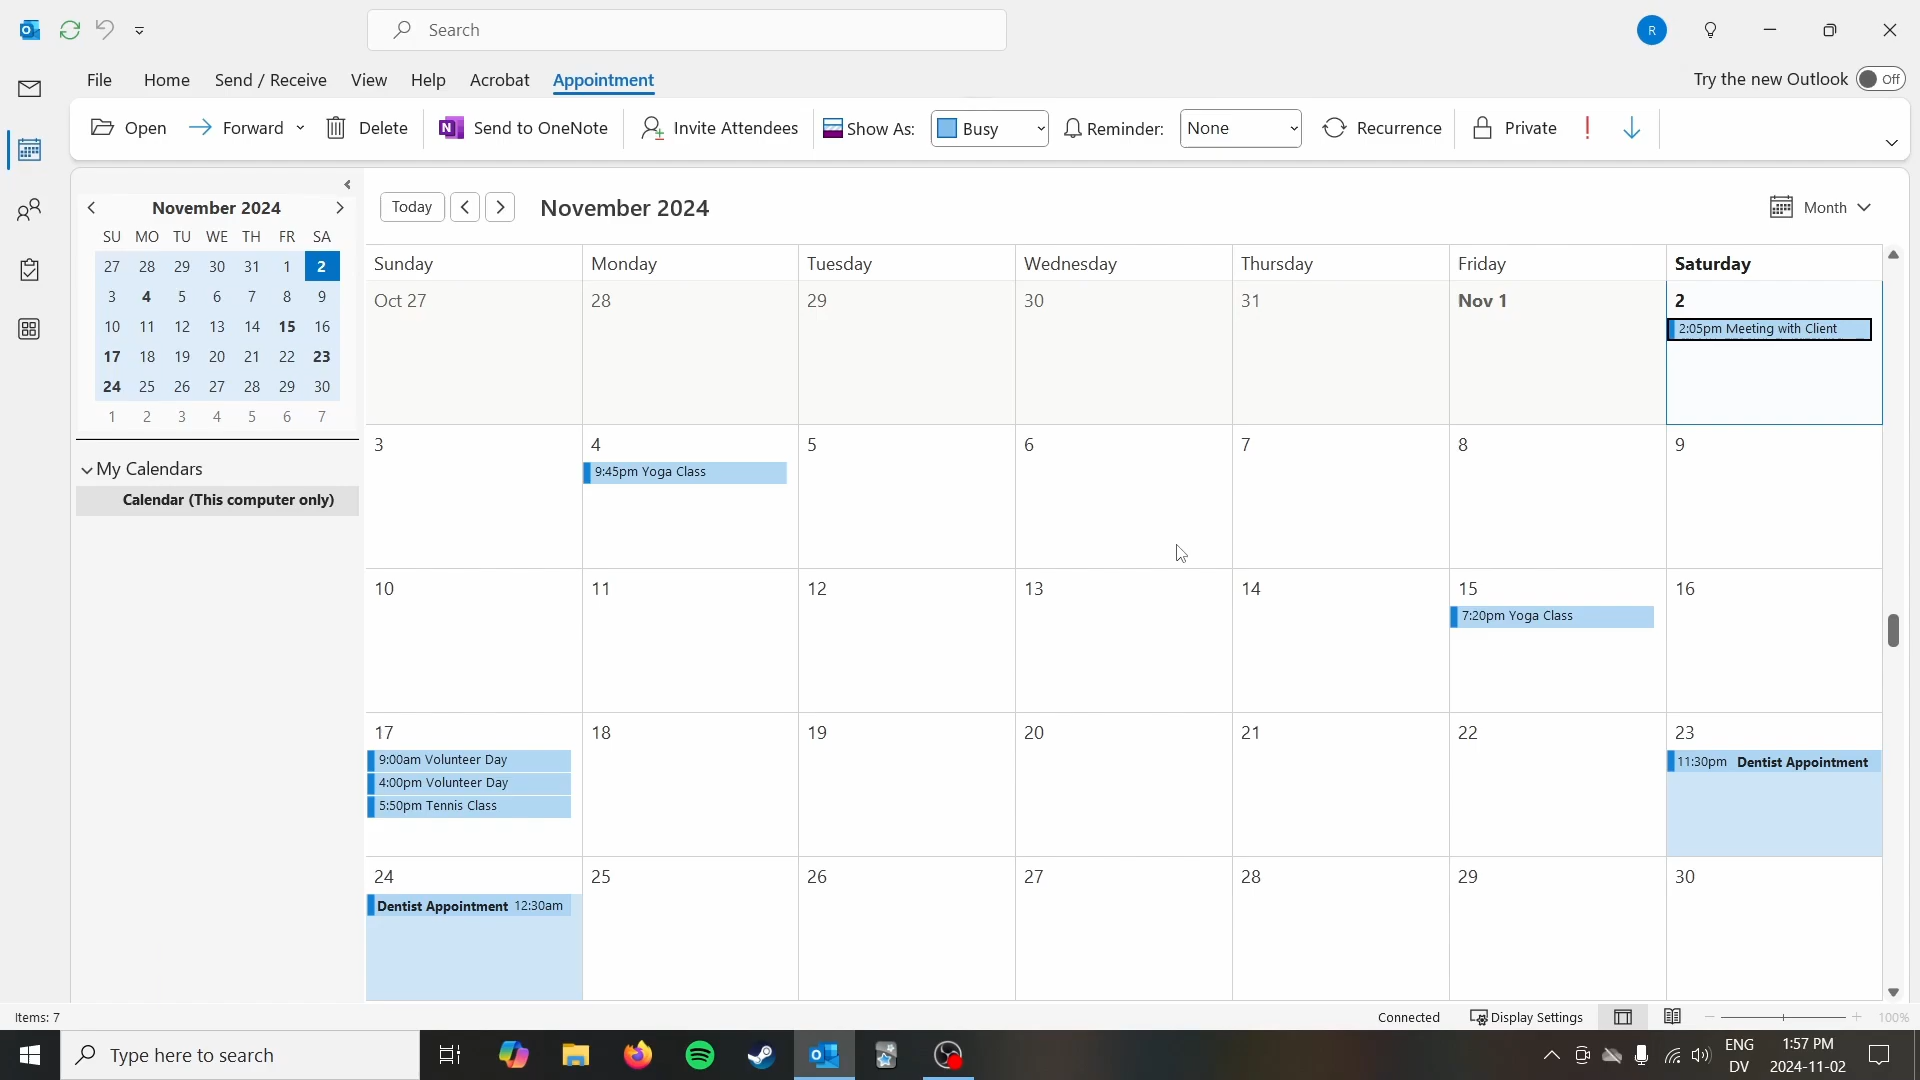 Search
R
File Home Send / Receive View Help Acrobat Appointment
Try the new Outlook Off
Open Forward Delete Send to OneNote Invite Attendees Show As: Busy Reminder: None Recurrence Private
November 2024
SU MO TU WE TH FR SA
27 28 29 30 31 1 2
3 4 5 6 7 8 9
10 11 12 13 14 15 16
17 18 19 20 21 22 23
24 25 26 27 28 29 30
1 2 3 4 5 6 7
My Calendars
Calendar (This computer only)
Today November 2024 Month
Sunday Monday Tuesday Wednesday Thursday Friday Saturday
Oct 27 28 29 30 31 Nov 1 2
2:05pm Meeting with Client
3 4 5 6 7 8 9
9:45pm Yoga Class
10 11 12 13 14 15 16
7:20pm Yoga Class
17 18 19 20 21 22 23
9:00am Volunteer Day
4:00pm Volunteer Day
5:50pm Tennis Class
11:30pm Dentist Appointment
24 25 26 27 28 29 30
Dentist Appointment 12:30am
Items: 7
Connected Display Settings 100%
Type here to search
ENG
DV
1:57 PM
2024-11-02